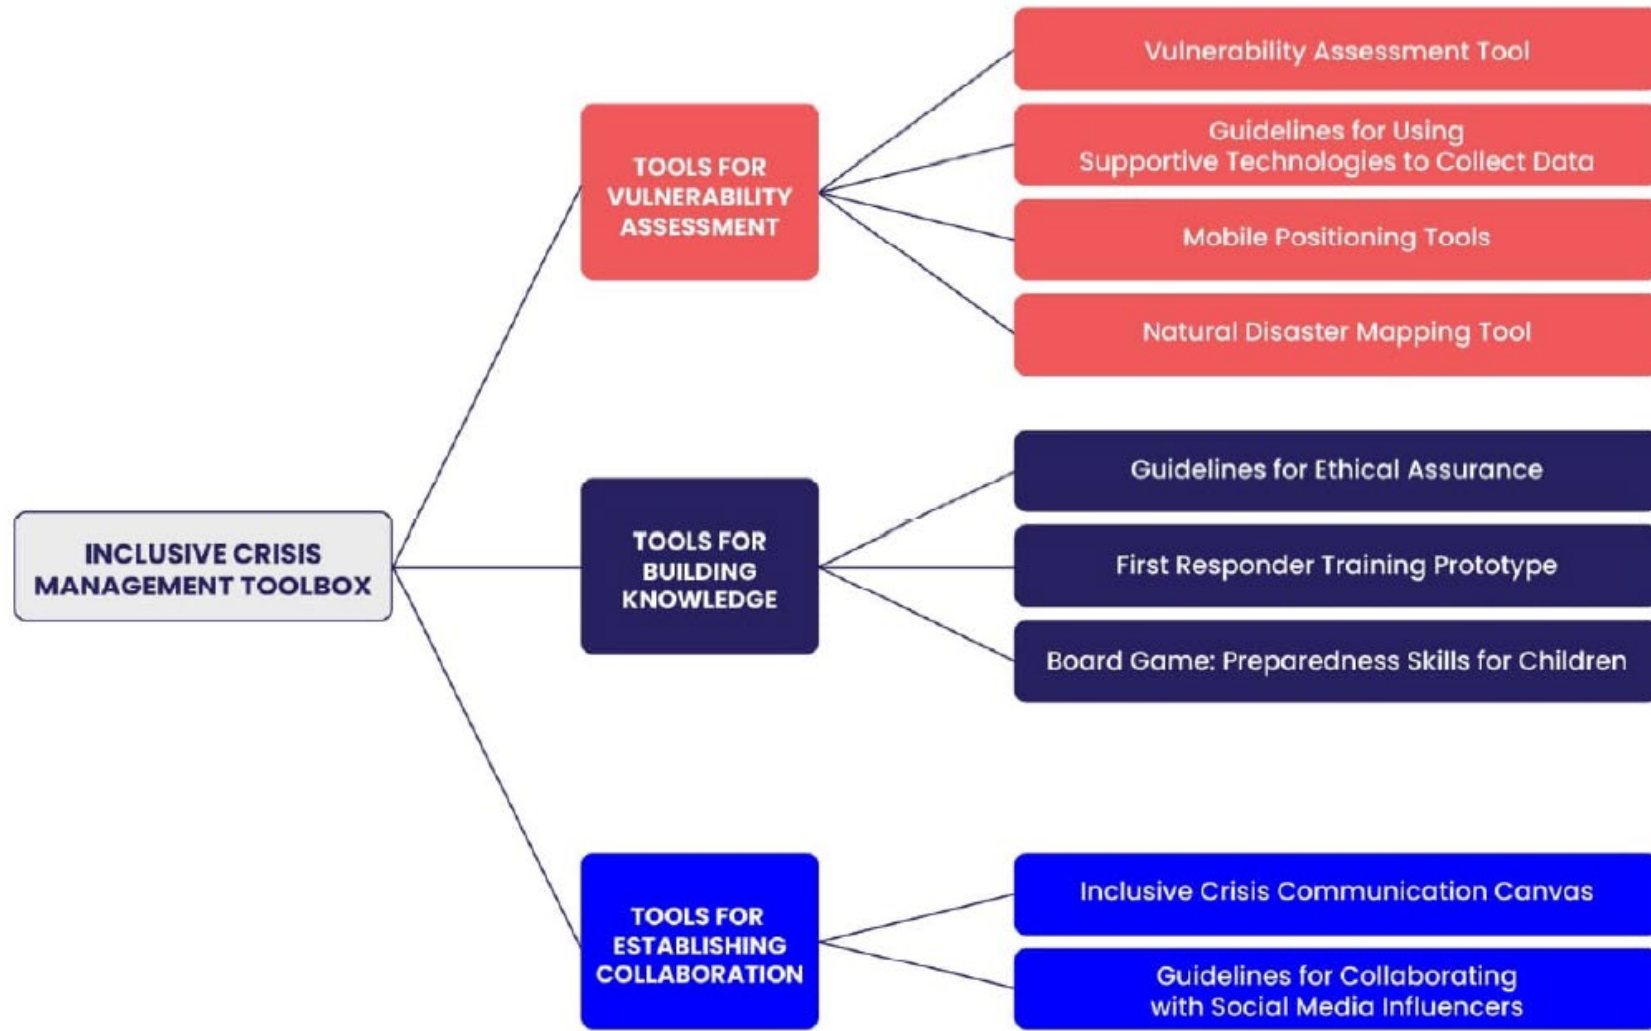 INCLUSIVE CRISIS
MANAGEMENT TOOLBOX
TOOLS FOR
VULNERABILITY
ASSESSMENT
Vulnerability Assessment Tool
Guidelines for Using
Supportive Technologies to Collect Data
Mobile Positioning Tools
Natural Disaster Mapping Tool
TOOLS FOR
BUILDING
KNOWLEDGE
Guidelines for Ethical Assurance
First Responder Training Prototype
Board Game: Preparedness Skills for Children
TOOLS FOR
ESTABLISHING
COLLABORATION
Inclusive Crisis Communication Canvas
Guidelines for Collaborating
with Social Media Influencers